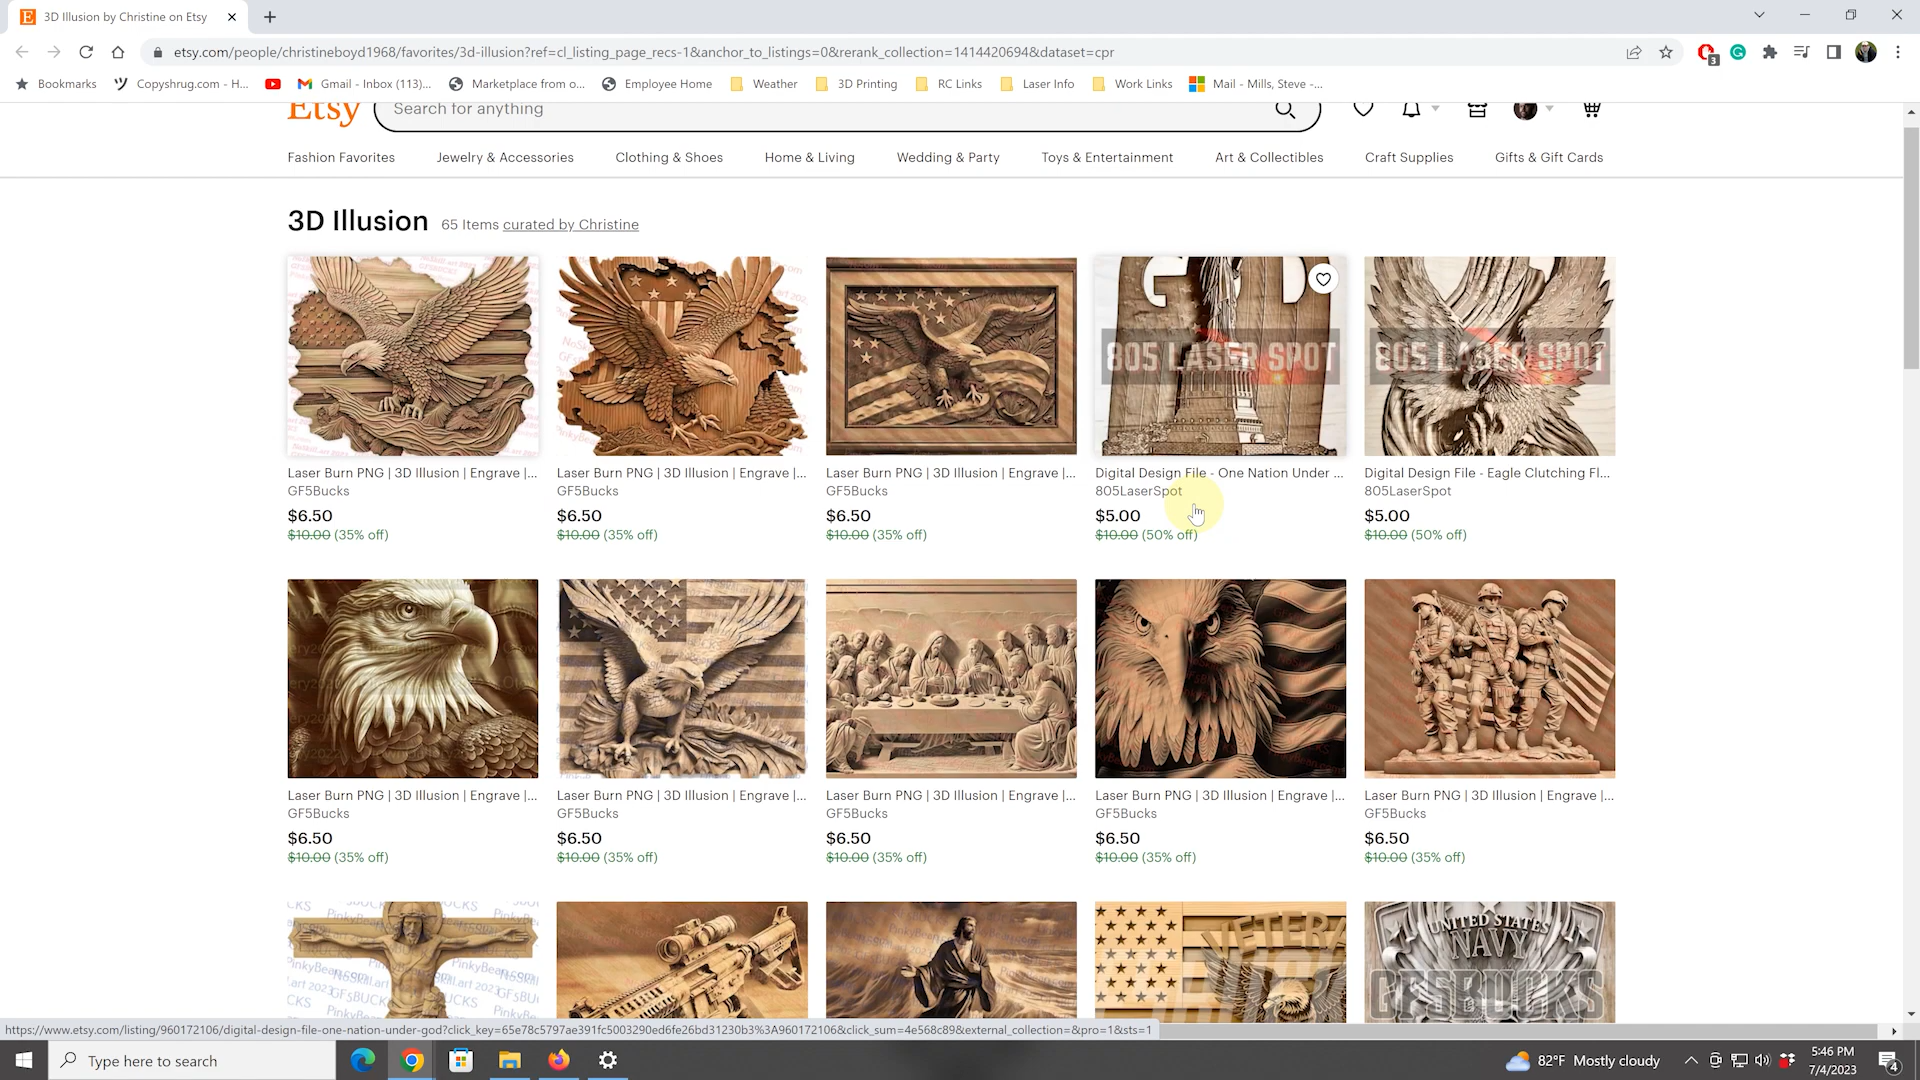 3D Illusion by Christine on Etsy
etsy.com/people/christineboyd1968/favorites/3d-illusion?ref=cl_listing_page_recs-1&anchor_to_listings=0&rerank_collection=1414420694&dataset=cpr
3
Bookmarks
Copyshrug.com - H...
Gmail - Inbox (113)...
Marketplace from o...
Employee Home
Weather
3D Printing
RC Links
Laser Info
Work Links
Mail - Mills, Steve -...
Etsy
Search for anything
Fashion Favorites
Jewelry & Accessories
Clothing & Shoes
Home & Living
Wedding & Party
Toys & Entertainment
Art & Collectibles
Craft Supplies
Gifts & Gift Cards
3D Illusion 65 Items curated by Christine
805 LASER SPOT
805 LASER SPOT
Laser Burn PNG | 3D Illusion | Engrave |...
GF5Bucks
$6.50
$10.00 (35% off)
Laser Burn PNG | 3D Illusion | Engrave |...
GF5Bucks
$6.50
$10.00 (35% off)
Laser Burn PNG | 3D Illusion | Engrave |...
GF5Bucks
$6.50
$10.00 (35% off)
Digital Design File - One Nation Under ...
805LaserSpot
$5.00
$10.00 (50% off)
Digital Design File - Eagle Clutching Fl...
805LaserSpot
$5.00
$10.00 (50% off)
Laser Burn PNG | 3D Illusion | Engrave |...
GF5Bucks
$6.50
$10.00 (35% off)
Laser Burn PNG | 3D Illusion | Engrave |...
GF5Bucks
$6.50
$10.00 (35% off)
Laser Burn PNG | 3D Illusion | Engrave |...
GF5Bucks
$6.50
$10.00 (35% off)
Laser Burn PNG | 3D Illusion | Engrave |...
GF5Bucks
$6.50
$10.00 (35% off)
Laser Burn PNG | 3D Illusion | Engrave |...
GF5Bucks
$6.50
$10.00 (35% off)
VETERA
UNITED STATES
NAVY
GF5BUCKS
https://www.etsy.com/listing/960172106/digital-design-file-one-nation-under-god?click_key=65e78c5797ae391fc5003290ed6fe26bd31230b3%3A960172106&click_sum=4e568c89&external_collection=&pro=1&sts=1
Type here to search
82°F Mostly cloudy
5:46 PM
7/4/2023
4